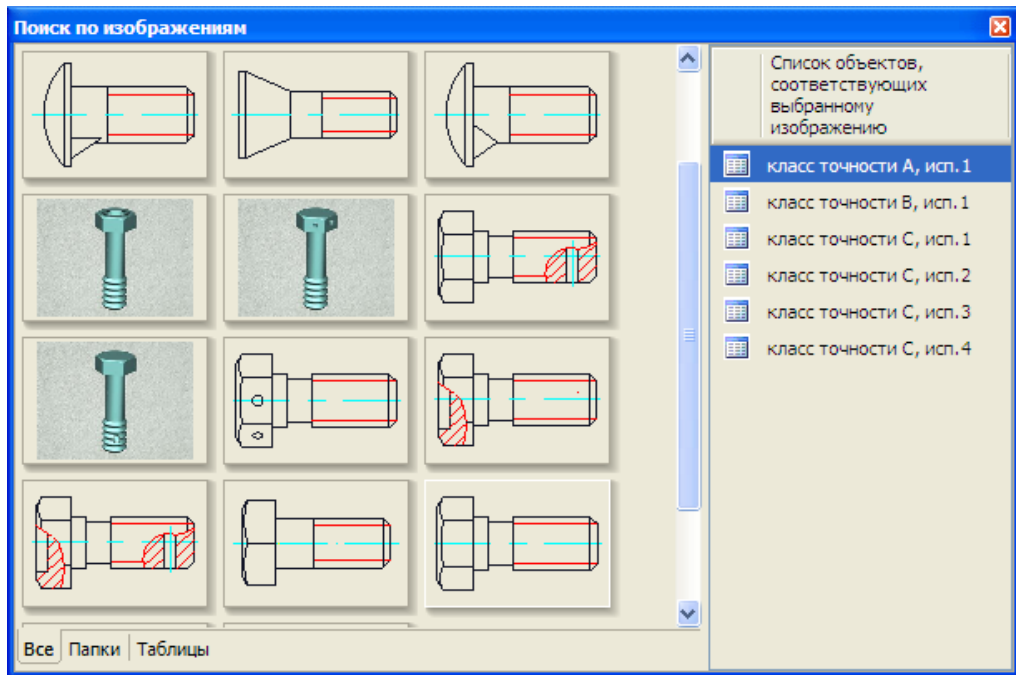 Поиск по изображениям
Список объектов,
соответствующих
выбранному
изображению
класс точности A, исп.1
класс точности B, исп.1
класс точности C, исп.1
класс точности C, исп.2
класс точности C, исп.3
класс точности C, исп.4
Все Папки Таблицы